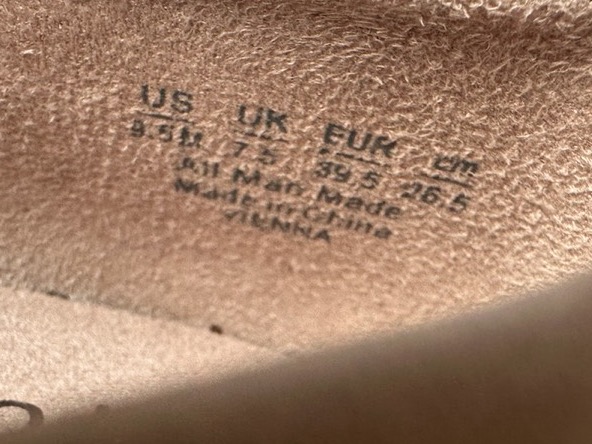 US UK EUR cm
9.5M 7.5 39.5 26.5
All Man Made
Made in China
VIENNA